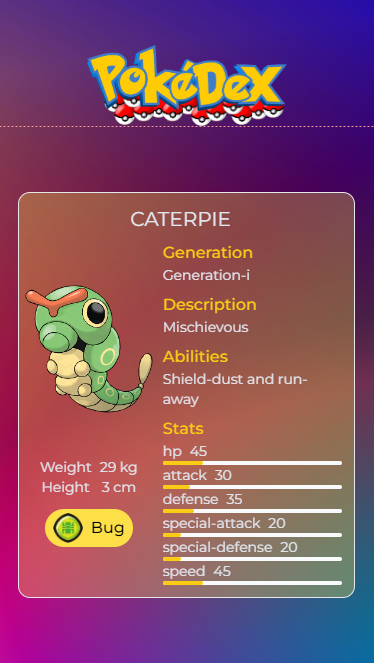 PokéDeX
CATERPIE
Generation
Generation-i
Description
Mischievous
Abilities
Shield-dust and run-
away
Stats
hp 45
attack 30
defense 35
special-attack 20
special-defense 20
speed 45
Weight 29 kg
Height 3 cm
Bug